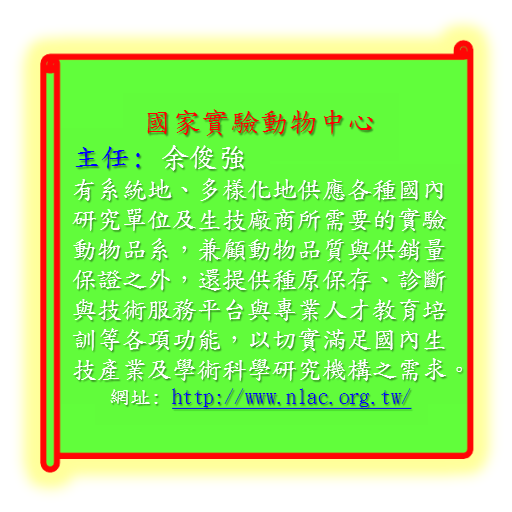 國家實驗動物中心
主任: 余俊強
有系統地、多樣化地供應各種國內
研究單位及生技廠商所需要的實驗
動物品系，兼顧動物品質與供銷量
保證之外，還提供種原保存、診斷
與技術服務平台與專業人才教育培
訓等各項功能，以切實滿足國內生
技產業及學術科學研究機構之需求。
網址: http://www.nlac.org.tw/